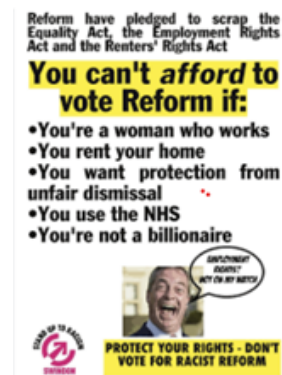 Reform have pledged to scrap the
Equality Act, the Employment Rights
Act and the Renters' Rights Act
You can't afford to
vote Reform if:
•You're a woman who works
•You rent your home
•You want protection from
unfair dismissal
•You use the NHS
•You're not a billionaire
EMPLOYMENT
RIGHTS?
NOT ON MY WATCH
STAND UP TO RACISM
SWINDON
PROTECT YOUR RIGHTS - DON'T
VOTE FOR RACIST REFORM